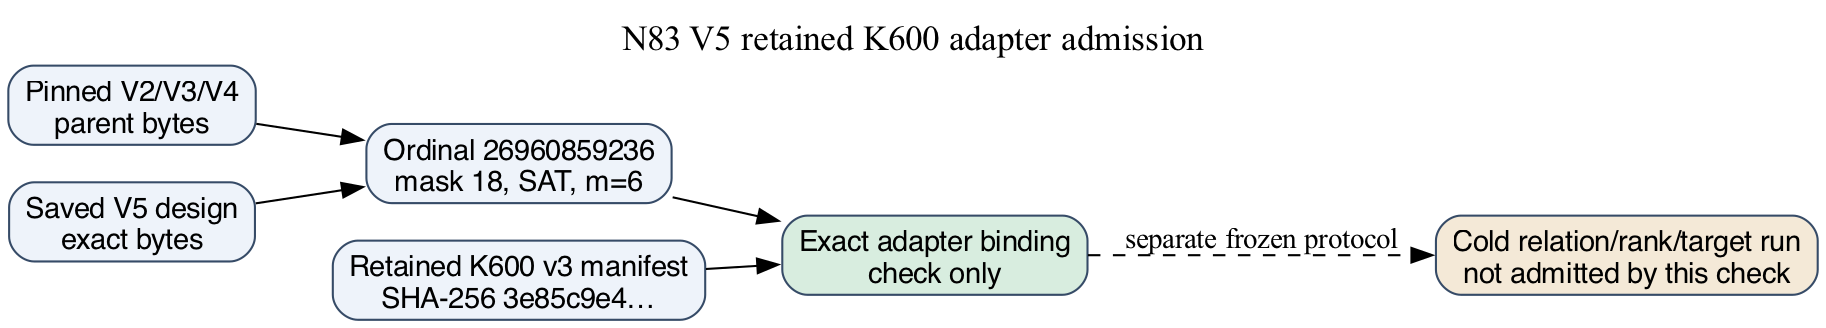 N83 V5 retained K600 adapter admission
Pinned V2/V3/V4
parent bytes
Saved V5 design
exact bytes
Ordinal 26960859236
mask 18, SAT, m=6
Retained K600 v3 manifest
SHA-256 3e85c9e4…
Exact adapter binding
check only
separate frozen protocol
Cold relation/rank/target run
not admitted by this check